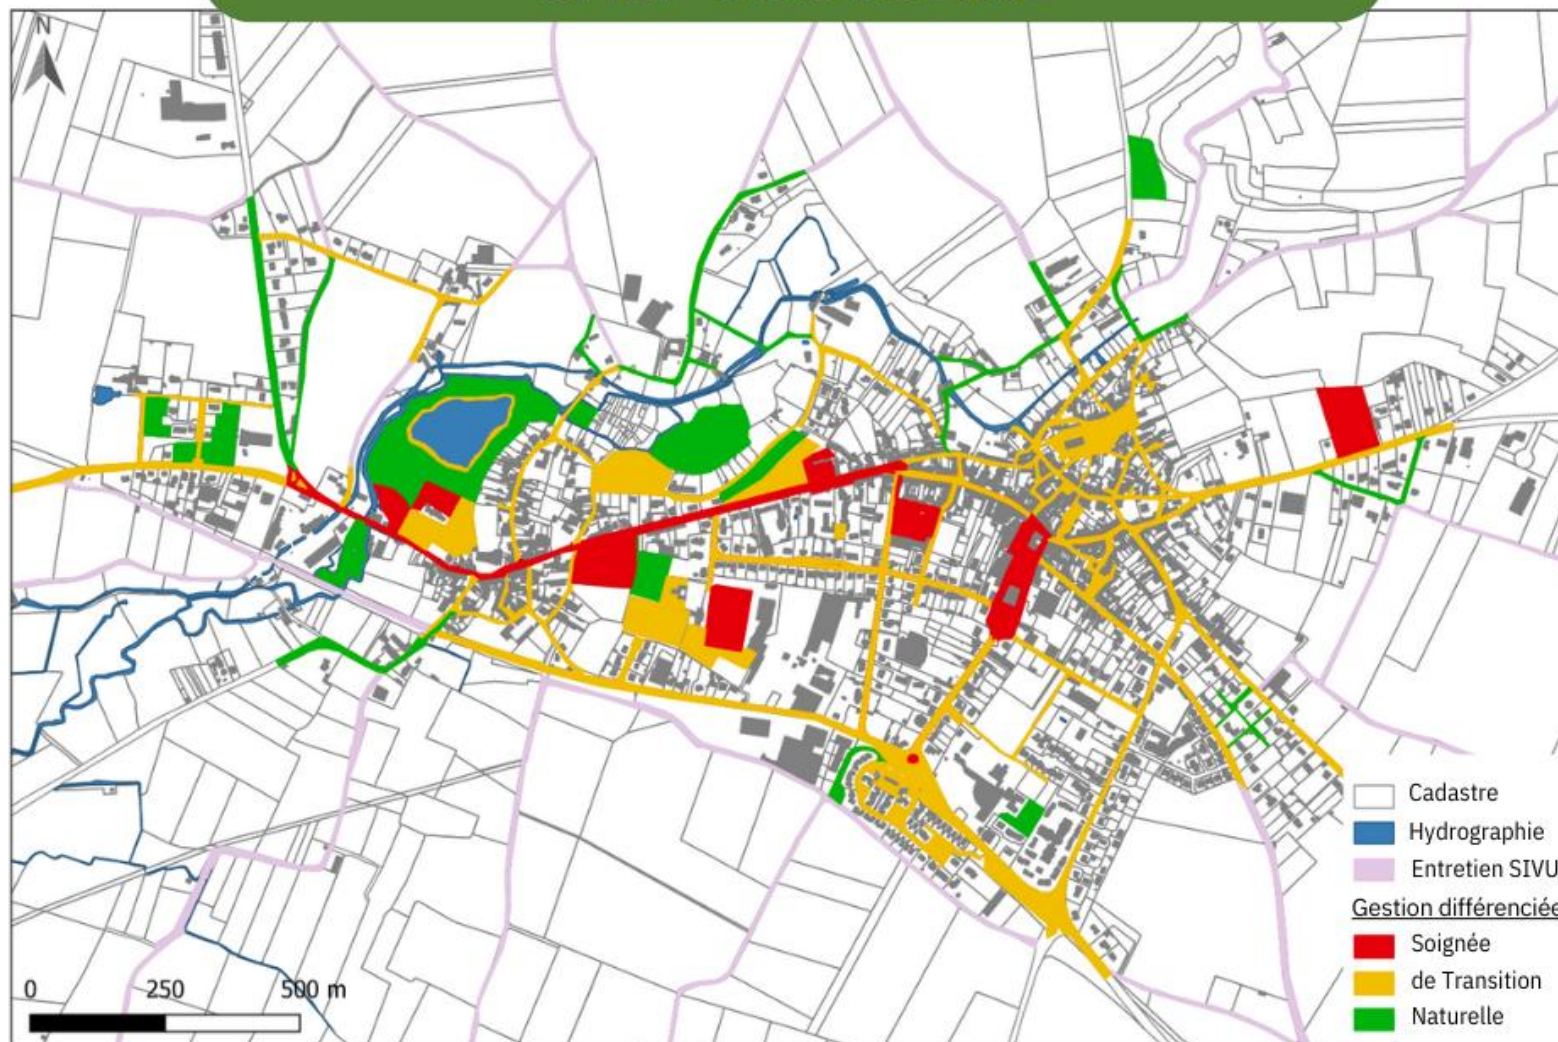 N
Cadastre
Hydrographie
Entretien SIVU
Gestion différenciée
Soignée
de Transition
Naturelle
0 250 500 m